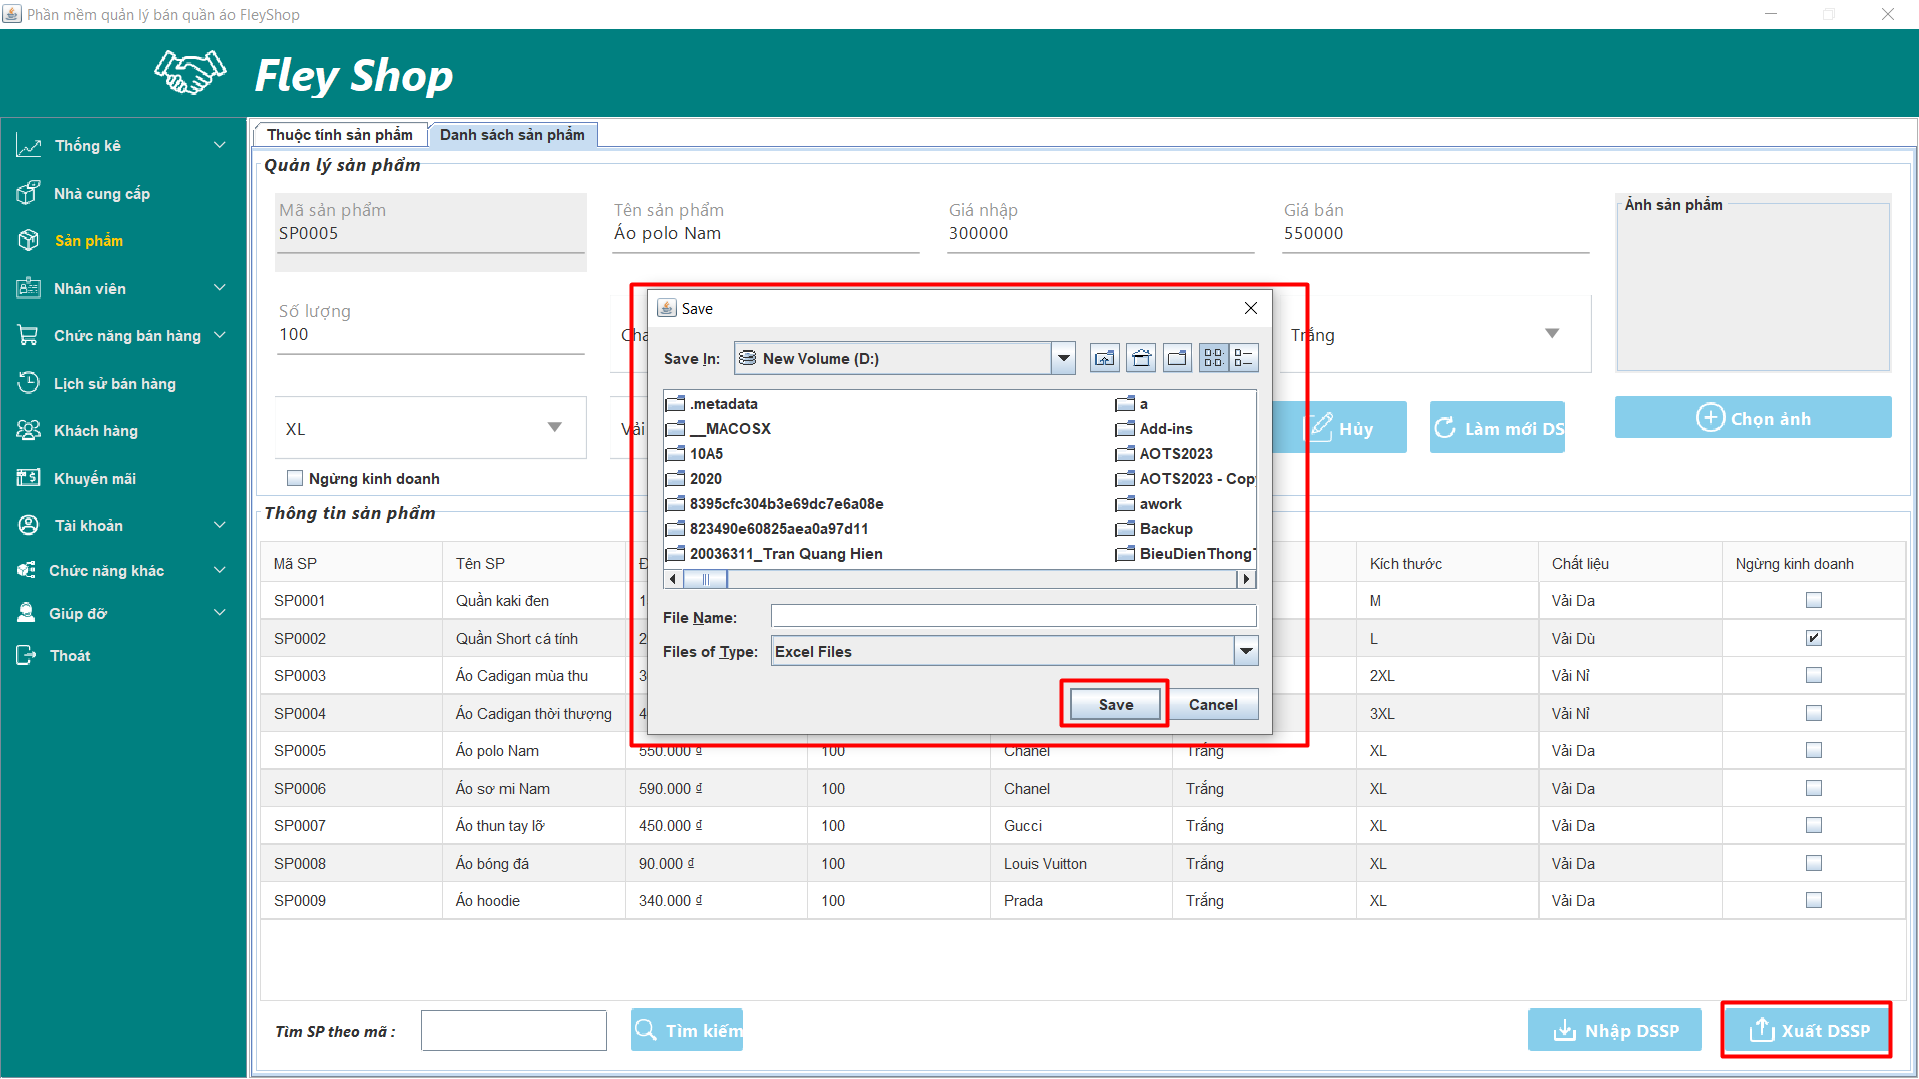 Phần mềm quản lý bán quần áo FleyShop
Fley Shop
Thống kê
Nhà cung cấp
Sản phẩm
Nhân viên
Chức năng bán hàng
Lịch sử bán hàng
Khách hàng
Khuyến mãi
Tài khoản
Chức năng khác
Giúp đỡ
Thoát
Thuộc tính sản phẩm
Danh sách sản phẩm
Quản lý sản phẩm
Mã sản phẩm
SP0005
Tên sản phẩm
Áo polo Nam
Giá nhập
300000
Giá bán
550000
Ảnh sản phẩm
Số lượng
100
Cha
Trắng
XL
Vải
Hủy
Làm mới DS
Chọn ảnh
Ngừng kinh doanh
Save
Save In: New Volume (D:)
.metadata a
__MACOSX Add-ins
10A5 AOTS2023
2020 AOTS2023 - Cop
8395cfc304b3e69dc7e6a08e awork
823490e60825aea0a97d11 Backup
20036311_Tran Quang Hien BieuDienThong
File Name:
Files of Type: Excel Files
Save Cancel
Thông tin sản phẩm
Mã SP Tên SP Kích thước Chất liệu Ngừng kinh doanh
SP0001 Quần kaki đen 1 M Vải Da
SP0002 Quần Short cá tính 2 L Vải Dù
SP0003 Áo Cadigan mùa thu 3 2XL Vải Nỉ
SP0004 Áo Cadigan thời thượng 4 3XL Vải Nỉ
SP0005 Áo polo Nam 550.000 ₫ 100 Chanel Trắng XL Vải Da
SP0006 Áo sơ mi Nam 590.000 ₫ 100 Chanel Trắng XL Vải Da
SP0007 Áo thun tay lỡ 450.000 ₫ 100 Gucci Trắng XL Vải Da
SP0008 Áo bóng đá 90.000 ₫ 100 Louis Vuitton Trắng XL Vải Da
SP0009 Áo hoodie 340.000 ₫ 100 Prada Trắng XL Vải Da
Tìm SP theo mã :
Tìm kiếm
Nhập DSSP
Xuất DSSP